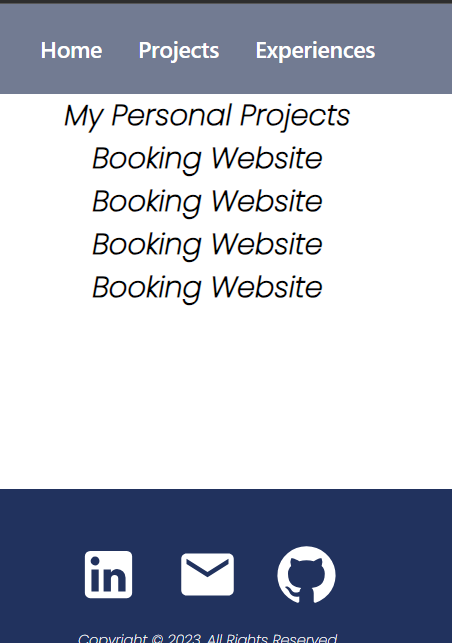 Home Projects Experiences
My Personal Projects
Booking Website
Booking Website
Booking Website
Booking Website
in
Copyright © 2023. All Rights Reserved